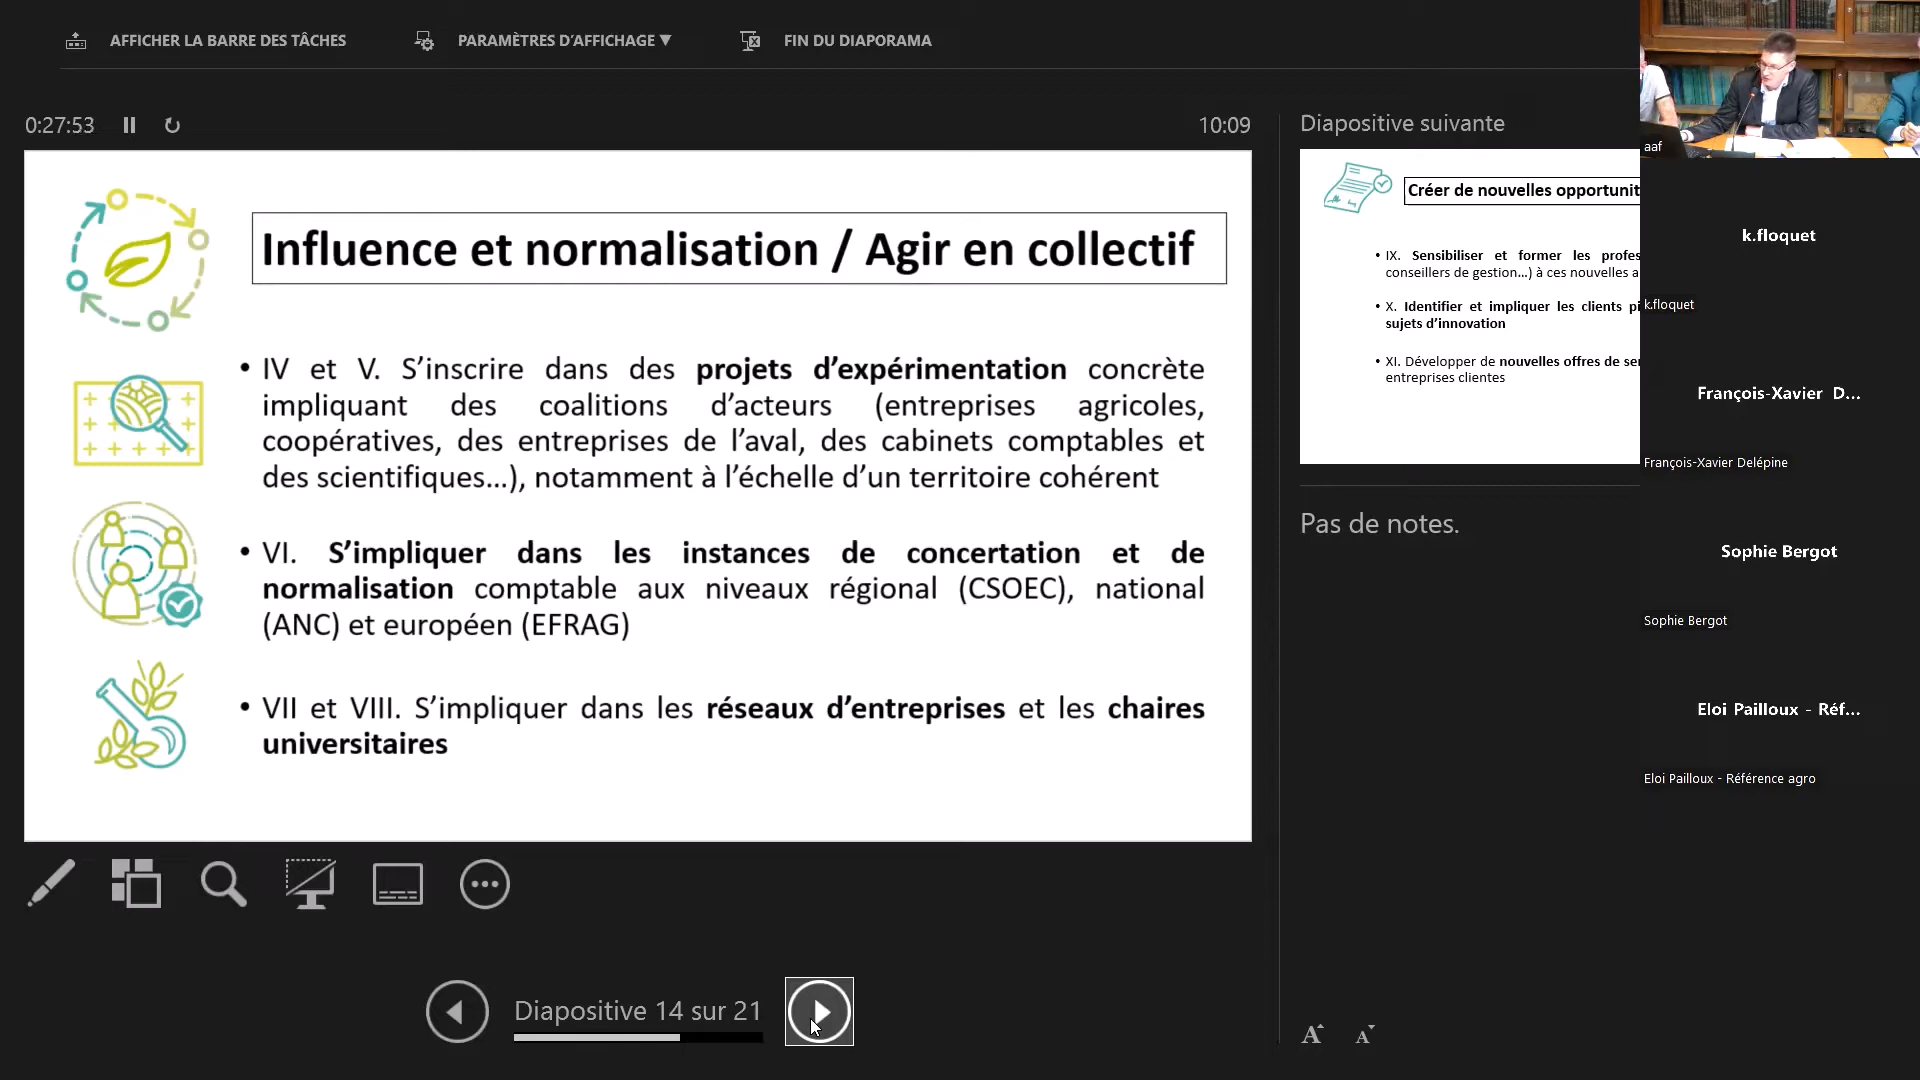 AFFICHER LA BARRE DES TÂCHES
PARAMÈTRES D'AFFICHAGE ▼
FIN DU DIAPORAMA
0:27:53
10:09
Influence et normalisation / Agir en collectif
• IV et V. S’inscrire dans des projets d’expérimentation concrète
impliquant des coalitions d’acteurs (entreprises agricoles,
coopératives, des entreprises de l’aval, des cabinets comptables et
des scientifiques...), notamment à l’échelle d’un territoire cohérent
• VI. S’impliquer dans les instances de concertation et de
normalisation comptable aux niveaux régional (CSOEC), national
(ANC) et européen (EFRAG)
• VII et VIII. S’impliquer dans les réseaux d’entreprises et les chaires
universitaires
Diapositive 14 sur 21
Diapositive suivante
Créer de nouvelles opportunit
• IX. Sensibiliser et former les profes
conseillers de gestion...) à ces nouvelles a
• X. Identifier et impliquer les clients pi
sujets d’innovation
• XI. Développer de nouvelles offres de se
entreprises clientes
Pas de notes.
A A
aaf
k.floquet
k.floquet
François-Xavier D...
François-Xavier Delépine
Sophie Bergot
Sophie Bergot
Eloi Pailloux - Réf...
Eloi Pailloux - Référence agro